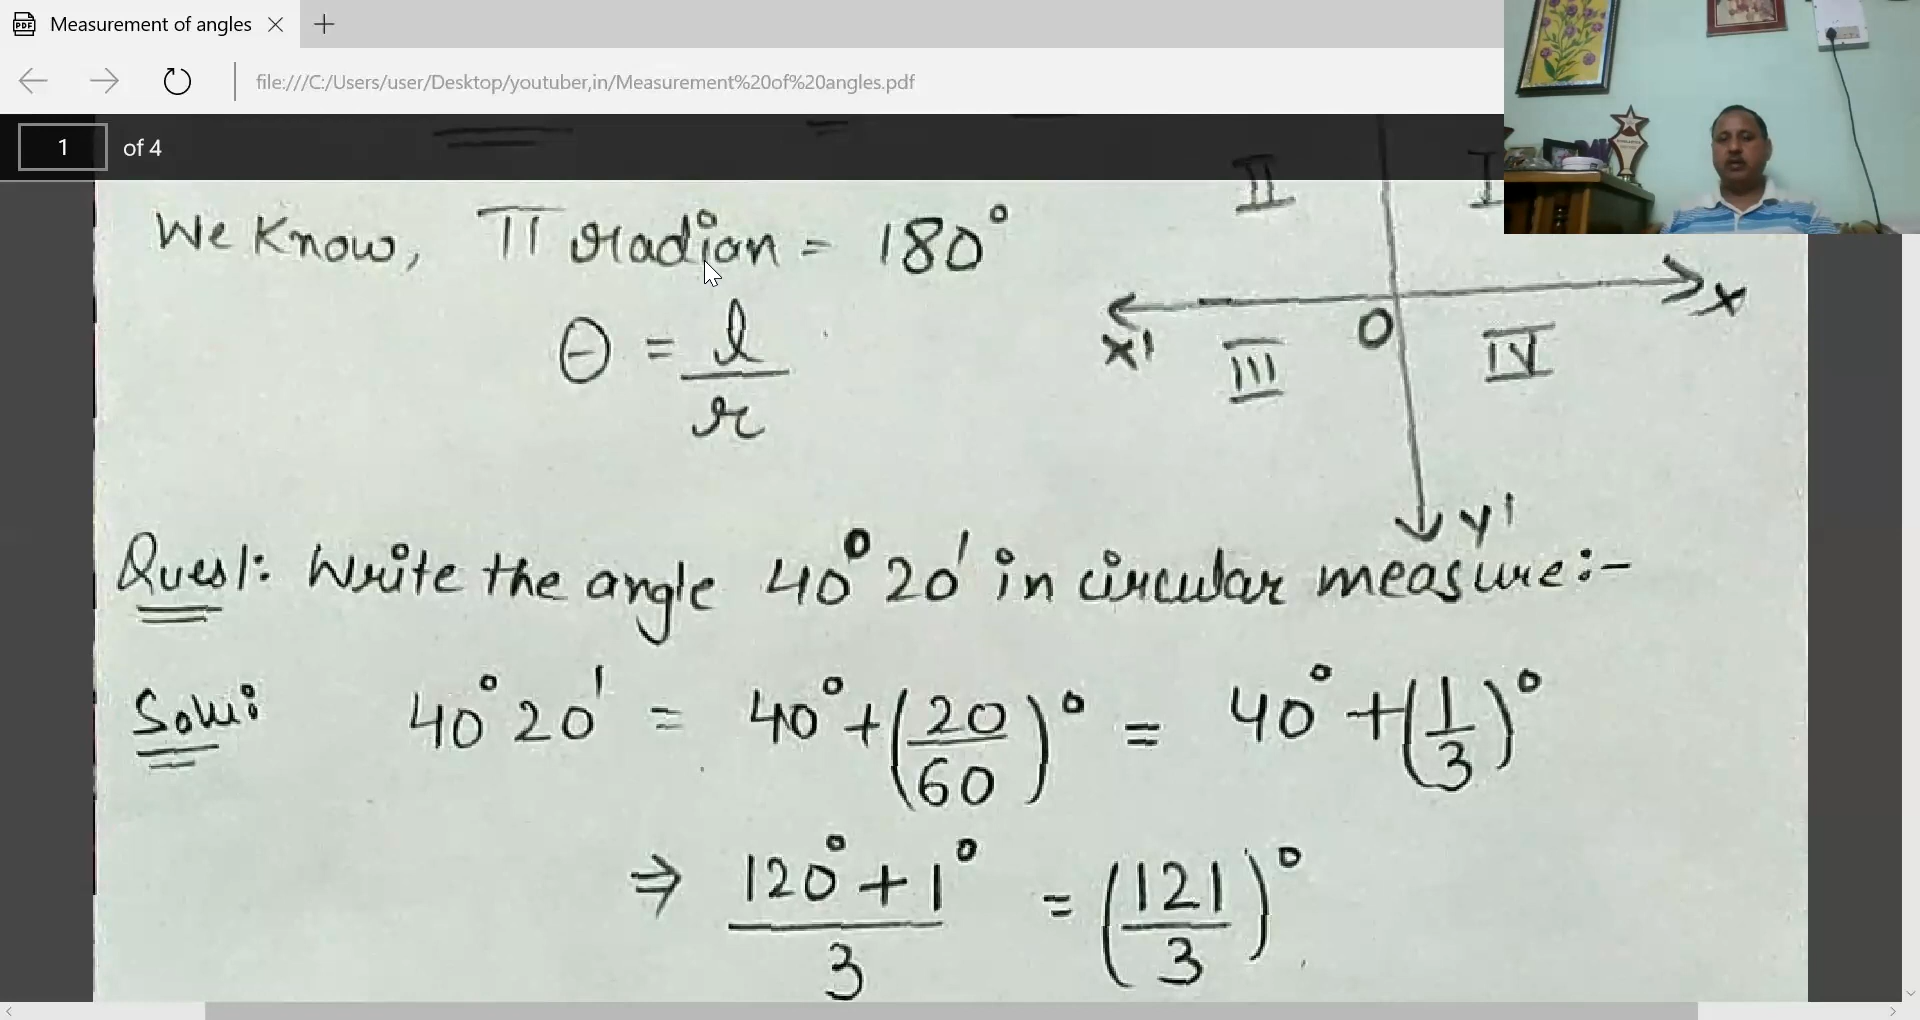 Measurement of angles
file:///C:/Users/user/Desktop/youtuber,in/Measurement%20of%20angles.pdf
1 of 4
II I
We know, π radian = 180°
θ = l/r
X' O X
III IV
Y'
Ques1: Write the angle 40°20' in circular measure:-
Soln: 40°20' = 40° + (20/60)° = 40° + (1/3)°
⇒ (120° + 1°)/3 = (121/3)°